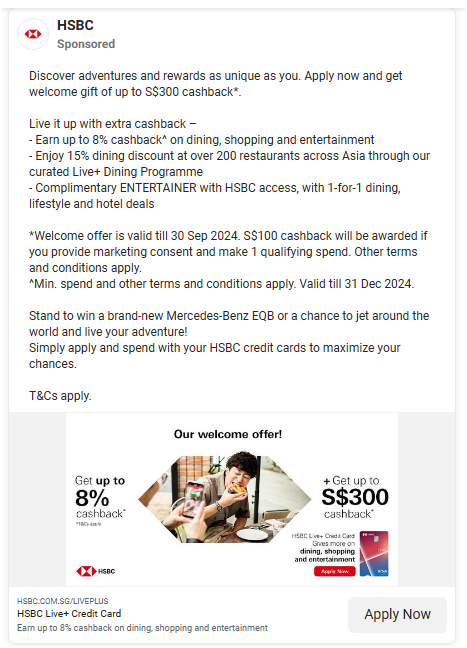 HSBC
Sponsored
Discover adventures and rewards as unique as you. Apply now and get
welcome gift of up to S$300 cashback*.
Live it up with extra cashback –
- Earn up to 8% cashback^ on dining, shopping and entertainment
- Enjoy 15% dining discount at over 200 restaurants across Asia through our
curated Live+ Dining Programme
- Complimentary ENTERTAINER with HSBC access, with 1-for-1 dining,
lifestyle and hotel deals
*Welcome offer is valid till 30 Sep 2024. S$100 cashback will be awarded if
you provide marketing consent and make 1 qualifying spend. Other terms
and conditions apply.
^Min. spend and other terms and conditions apply. Valid till 31 Dec 2024.
Stand to win a brand-new Mercedes-Benz EQB or a chance to jet around the
world and live your adventure!
Simply apply and spend with your HSBC credit cards to maximize your
chances.
T&Cs apply.
Our welcome offer!
Get up to
8%
cashback*
*T&Cs apply
+ Get up to
S$300
cashback*
HSBC Live+ Credit Card
Gives more on
dining, shopping
and entertainment
Apply Now
VISA
HSBC
HSBC.COM.SG/LIVEPLUS
HSBC Live+ Credit Card
Earn up to 8% cashback on dining, shopping and entertainment
Apply Now